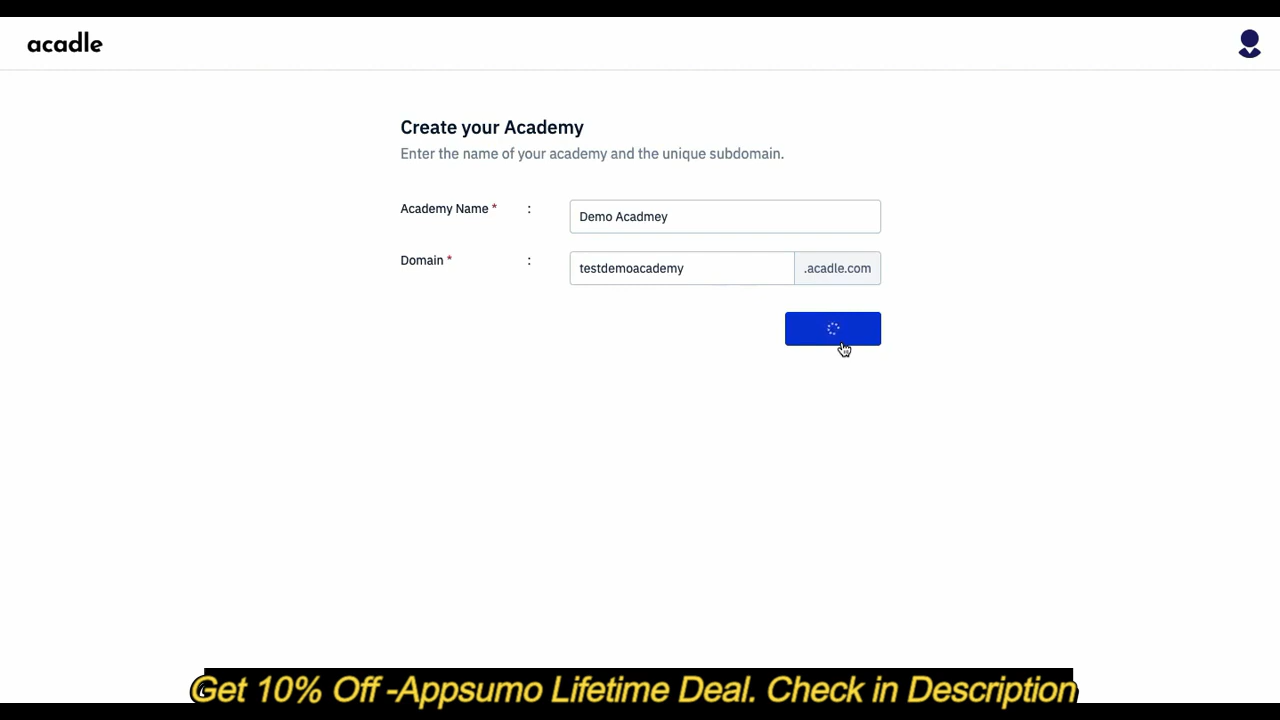 acadle
Create your Academy
Enter the name of your academy and the unique subdomain.
Academy Name * : Demo Acadmey
Domain * : testdemoacademy .acadle.com
Get 10% Off -Appsumo Lifetime Deal. Check in Description